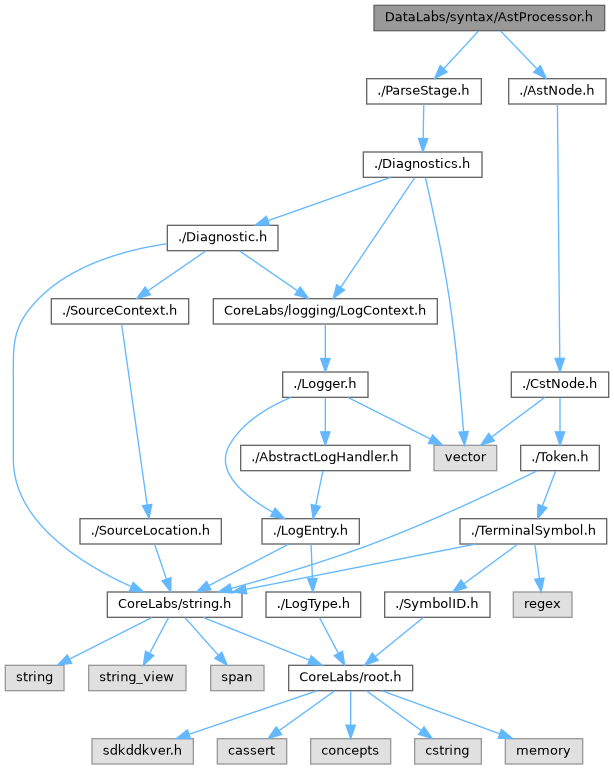 DataLabs/syntax/AstProcessor.h
./ParseStage.h
./AstNode.h
./Diagnostics.h
./Diagnostic.h
./SourceContext.h
CoreLabs/logging/LogContext.h
./Logger.h
./CstNode.h
./AbstractLogHandler.h
vector
./Token.h
./SourceLocation.h
./LogEntry.h
./TerminalSymbol.h
CoreLabs/string.h
./LogType.h
./SymbolID.h
regex
string
string_view
span
CoreLabs/root.h
sdkddkver.h
cassert
concepts
cstring
memory